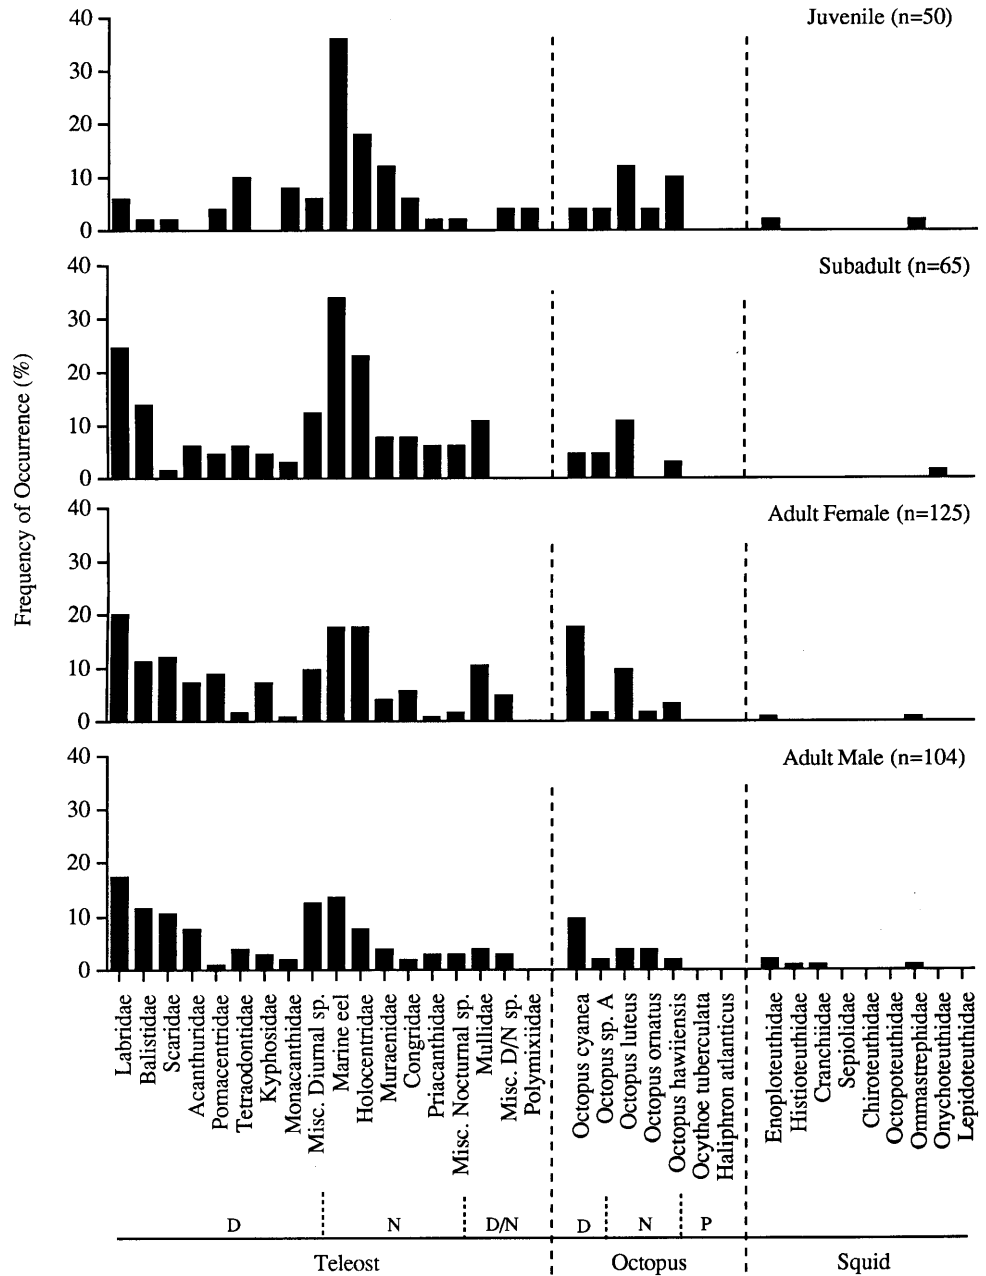 Juvenile (n=50)
40
30
20
10
0
Subadult (n=65)
40
30
20
10
0
Adult Female (n=125)
40
30
20
10
0
Adult Male (n=104)
40
30
20
10
0
Frequency of Occurrence (%)
Labridae
Balistidae
Scaridae
Acanthuridae
Pomacentridae
Tetraodontidae
Kyphosidae
Monacanthidae
Misc. Diurnal sp.
Marine eel
Holocentridae
Muraenidae
Congridae
Priacanthidae
Misc. Nocturnal sp.
Mullidae
Misc. D/N sp.
Polymixiidae
Octopus cyanea
Octopus sp. A
Octopus luteus
Octopus ornatus
Octopus hawiiensis
Ocythoe tuberculata
Haliphron atlanticus
Enoploteuthidae
Histioteuthidae
Cranchiidae
Sepiolidae
Chiroteuthidae
Octopoteuthidae
Ommastrephidae
Onychoteuthidae
Lepidoteuthidae
D N D/N D N P
Teleost Octopus Squid